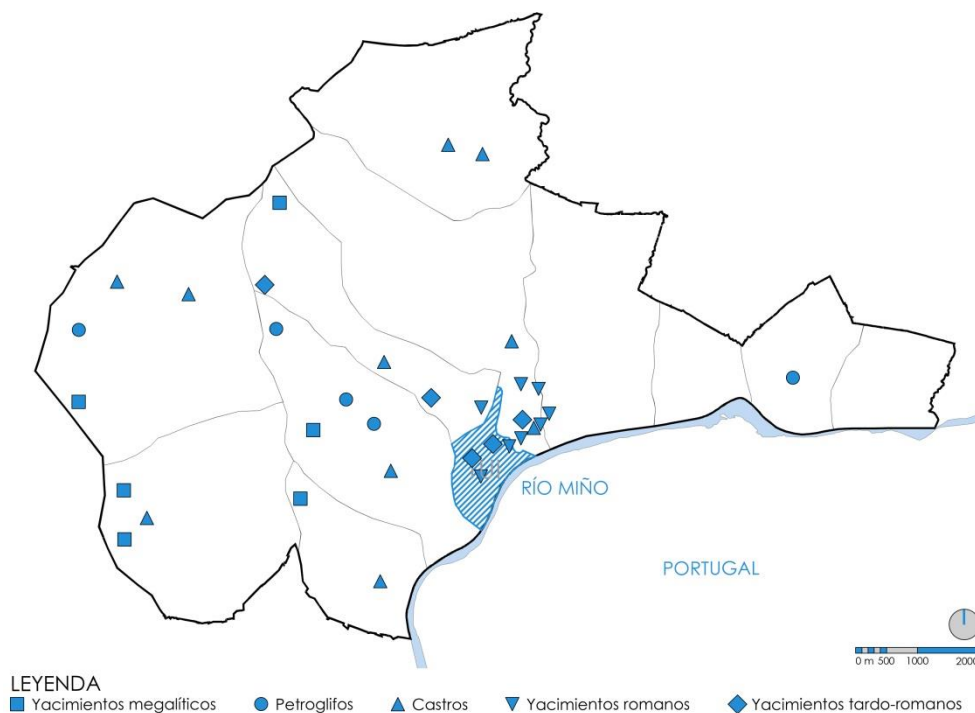 RÍO MIÑO
PORTUGAL
0 m 500 1000 2000
LEYENDA
Yacimientos megalíticos Petroglifos Castros Yacimientos romanos Yacimientos tardo-romanos